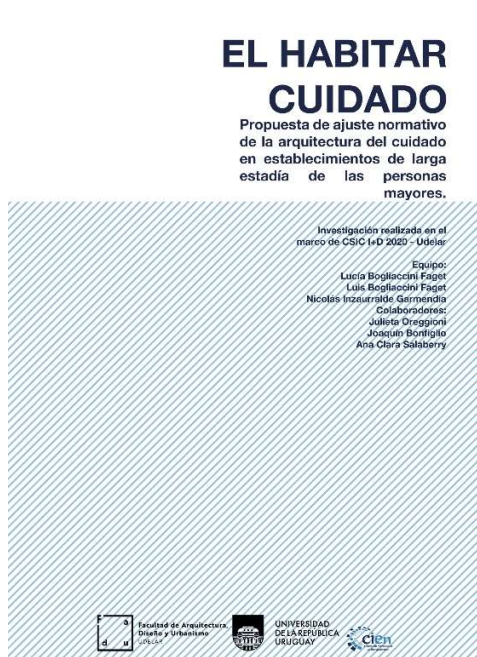 EL HABITAR
CUIDADO
Propuesta de ajuste normativo
de la arquitectura del cuidado
en establecimientos de larga
estadía de las personas
mayores.
Investigación realizada en el
marco de CSIC I+D 2020 - Udelar
Equipo:
Lucía Bogliaccini Faget
Luis Bogliaccini Faget
Nicolás Inzaurralde Garmendia
Colaboradores:
Julieta Oreggioni
Joaquín Bonfiglio
Ana Clara Salaberry
F a
d u
Facultad de Arquitectura,
Diseño y Urbanismo
UDELAR
UNIVERSIDAD
DE LA REPÚBLICA
URUGUAY
cien